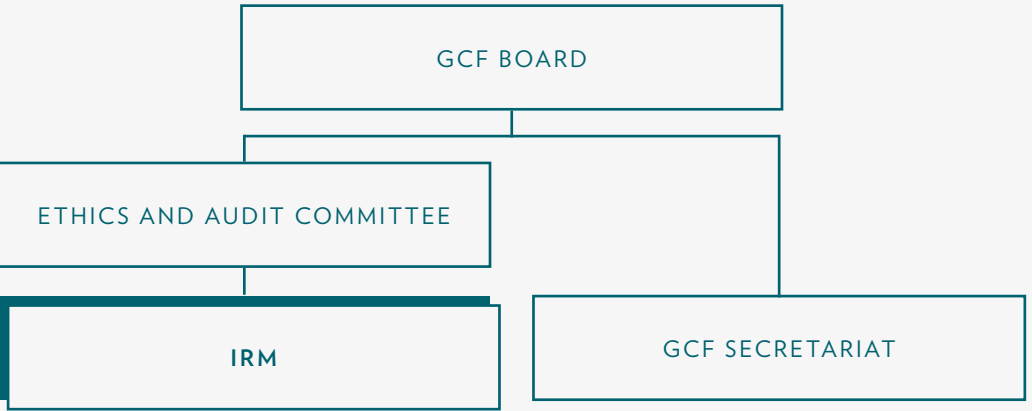 GCF BOARD
ETHICS AND AUDIT COMMITTEE
IRM
GCF SECRETARIAT